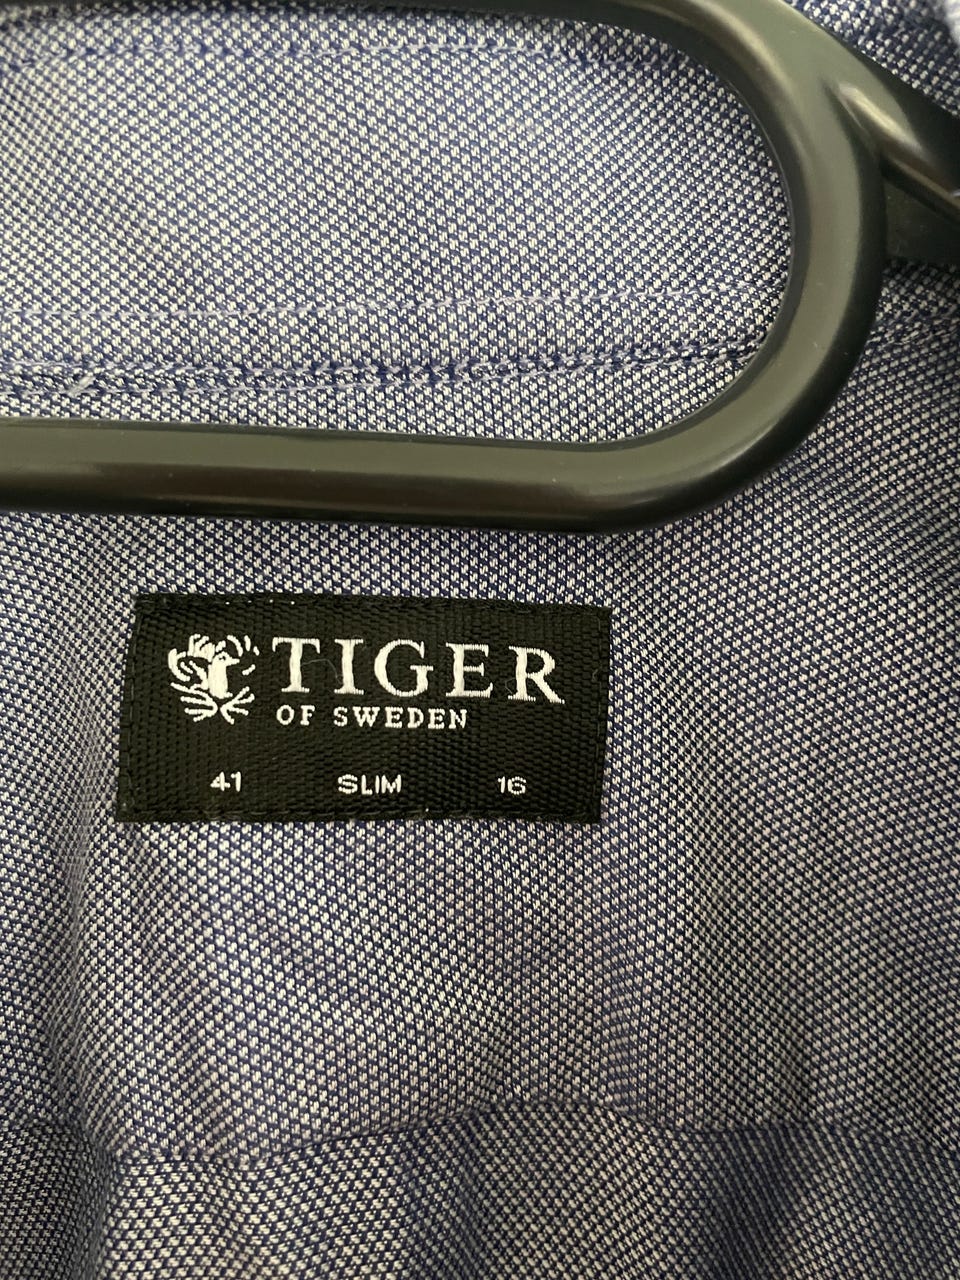 TIGER
OF SWEDEN
41 SLIM 16